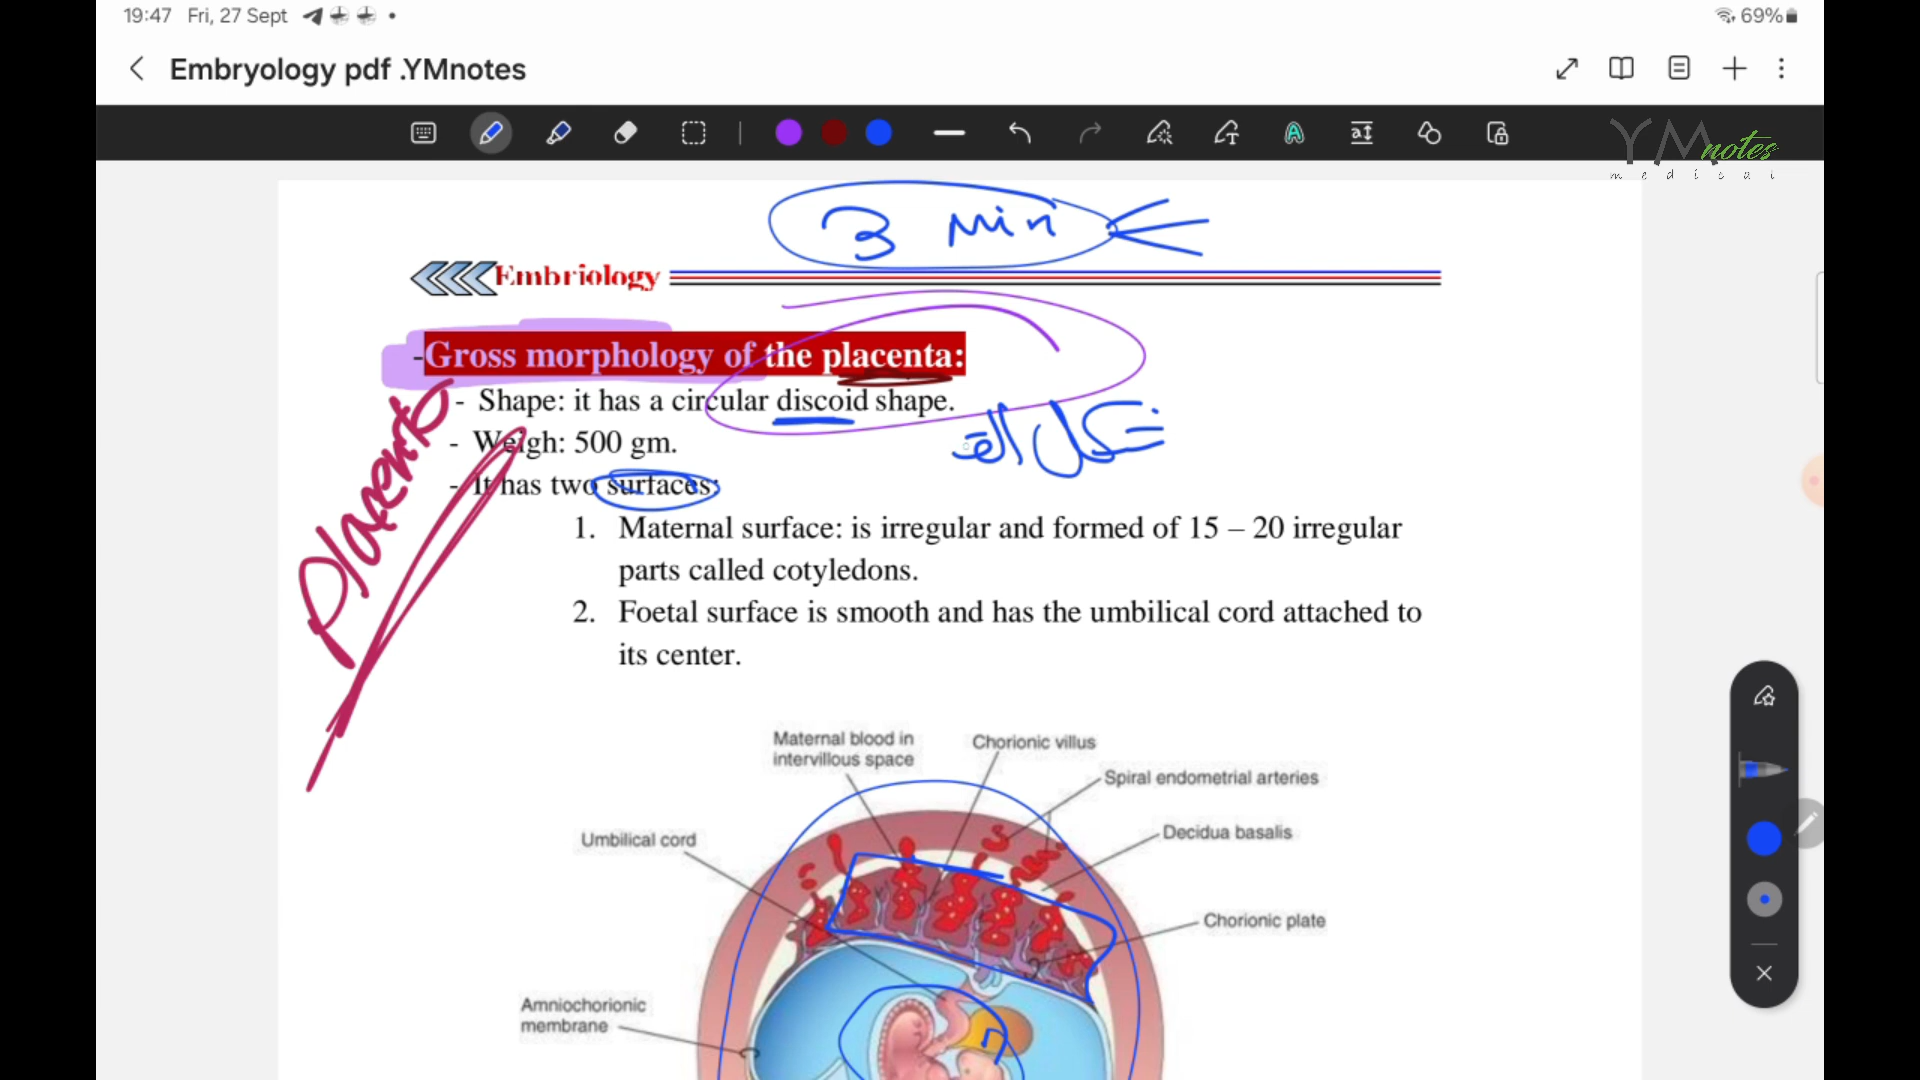 19:47 Fri, 27 Sept
69%
Embryology pdf .YMnotes
YM notes
medical
3 Min
Embriology
-Gross morphology of the placenta:
- Shape: it has a circular discoid shape.
- Weigh: 500 gm.
- It has two surfaces:
1. Maternal surface: is irregular and formed of 15 – 20 irregular
parts called cotyledons.
2. Foetal surface is smooth and has the umbilical cord attached to
its center.
Placenta
Maternal blood in
intervillous space
Chorionic villus
Spiral endometrial arteries
Umbilical cord
Decidua basalis
Chorionic plate
Amniochorionic
membrane